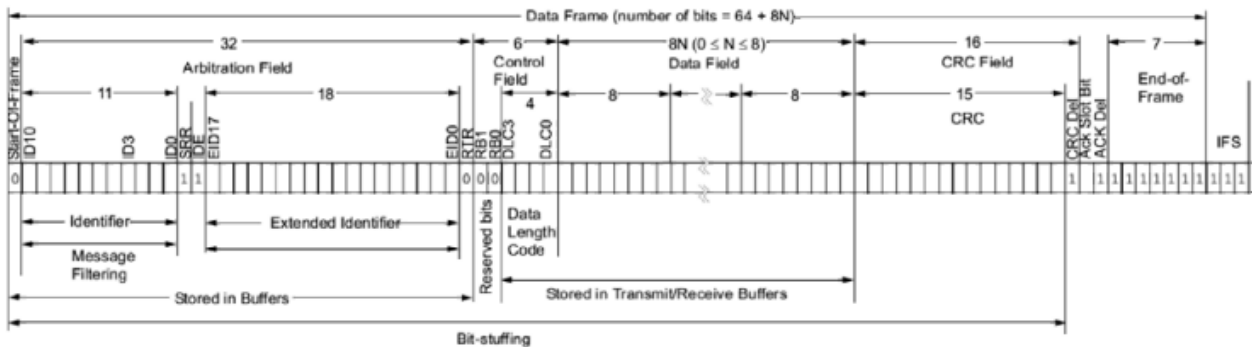 Data Frame (number of bits = 64 + 8N)
32
6
8N (0 ≤ N ≤ 8)
16
7
Arbitration Field
Control Field
Data Field
CRC Field
End-of-Frame
11
18
4
8
8
15
CRC
Start-Of-Frame
ID10
ID3
ID0
SRR
IDE
EID17
EID0
RTR
RB1
RB0
DLC3
DLC0
CRC Del
Ack Slot Bit
ACK Del
IFS
0
1 1
0 0 0
1
1 1 1 1 1 1 1 1 1 1 1
Identifier
Extended Identifier
Message Filtering
Reserved bits
Data Length Code
Stored in Buffers
Stored in Transmit/Receive Buffers
Bit-stuffing